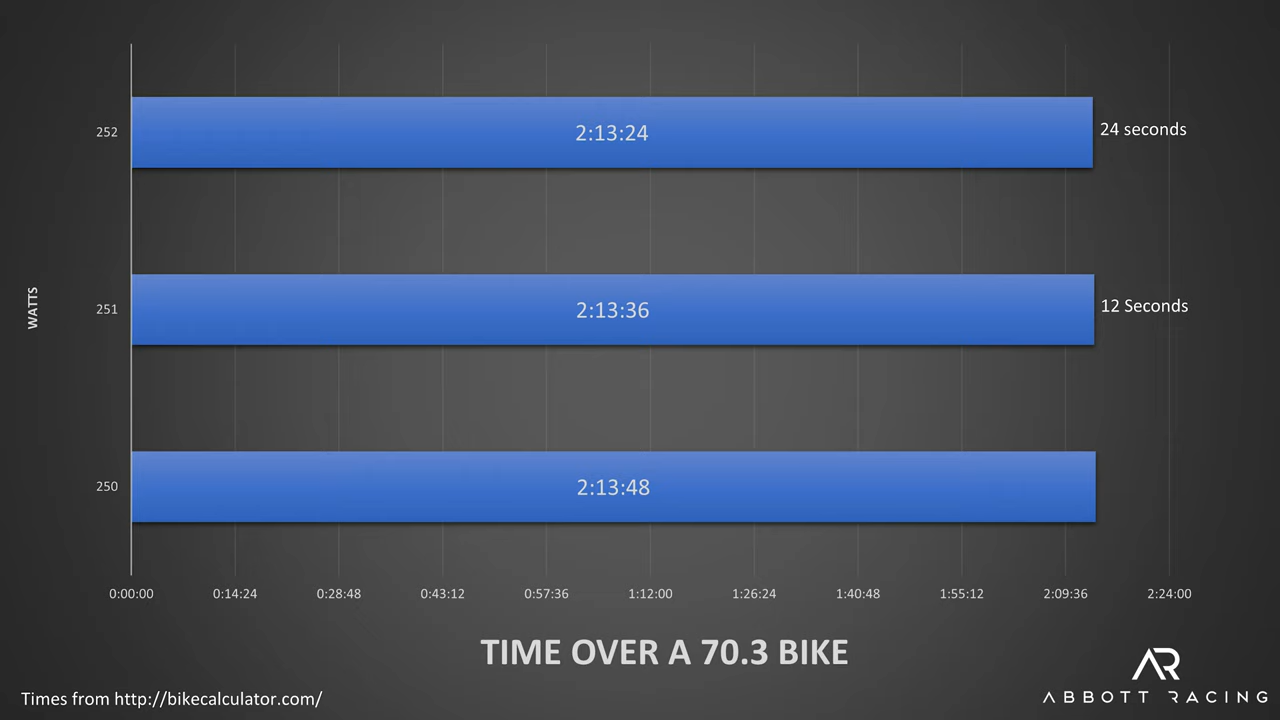 252
2:13:24
24 seconds
251
2:13:36
12 Seconds
WATTS
250
2:13:48
0:00:00 0:14:24 0:28:48 0:43:12 0:57:36 1:12:00 1:26:24 1:40:48 1:55:12 2:09:36 2:24:00
TIME OVER A 70.3 BIKE
AR
ABBOTT RACING
Times from http://bikecalculator.com/